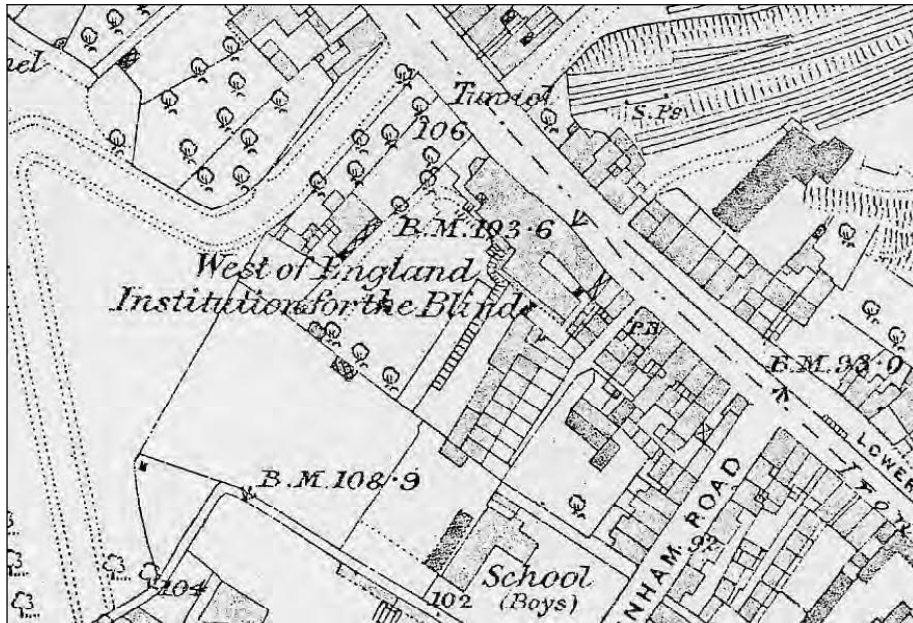 Tunnel
S.Ps
106
B.M.103·6
West of England
Institution for the Blind
P.B
B.M.93·0
LOWER
B.M.108·9
NHAM ROAD
97
104
School
(Boys)
102